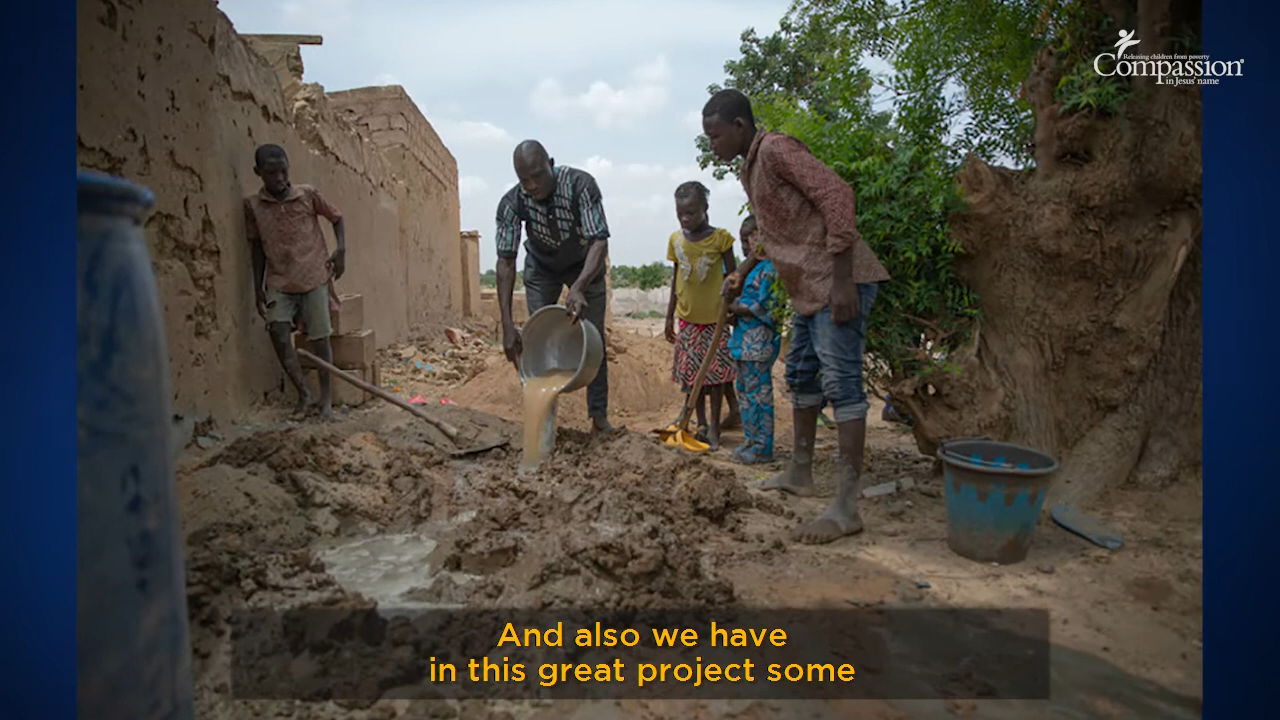 Releasing children from poverty
Compassion®
in Jesus' name
And also we have
in this great project some